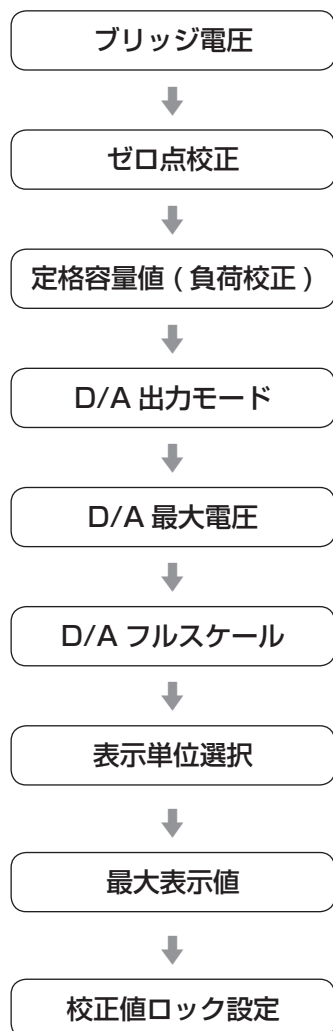 ブリッジ電圧
ゼロ点校正
定格容量値 ( 負荷校正 )
D/A 出力モード
D/A 最大電圧
D/A フルスケール
表示単位選択
最大表示値
校正値ロック設定